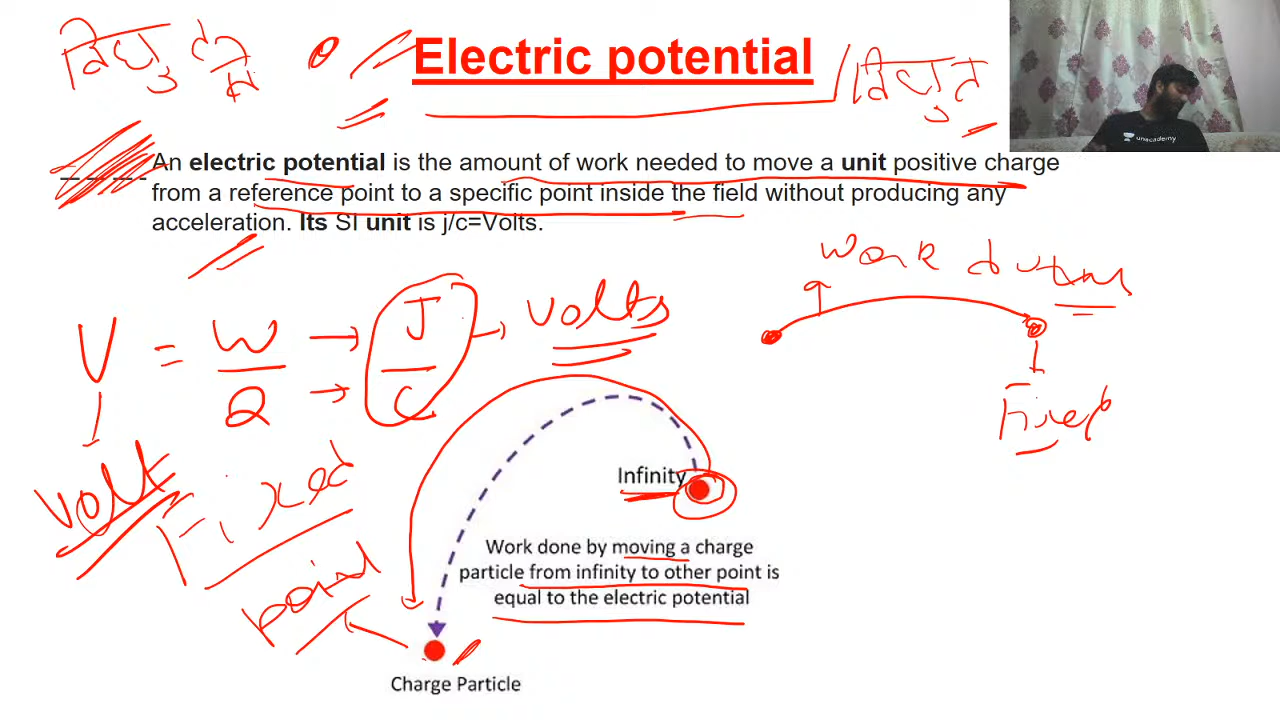 Electric potential
An electric potential is the amount of work needed to move a unit positive charge
from a reference point to a specific point inside the field without producing any
acceleration. Its SI unit is j/c=Volts.
Work
V = W/Q → J/C → volts
volt
Fixed
point
Fixed
Infinity
Work done by moving a charge
particle from infinity to other point is
equal to the electric potential
Charge Particle
unacademy